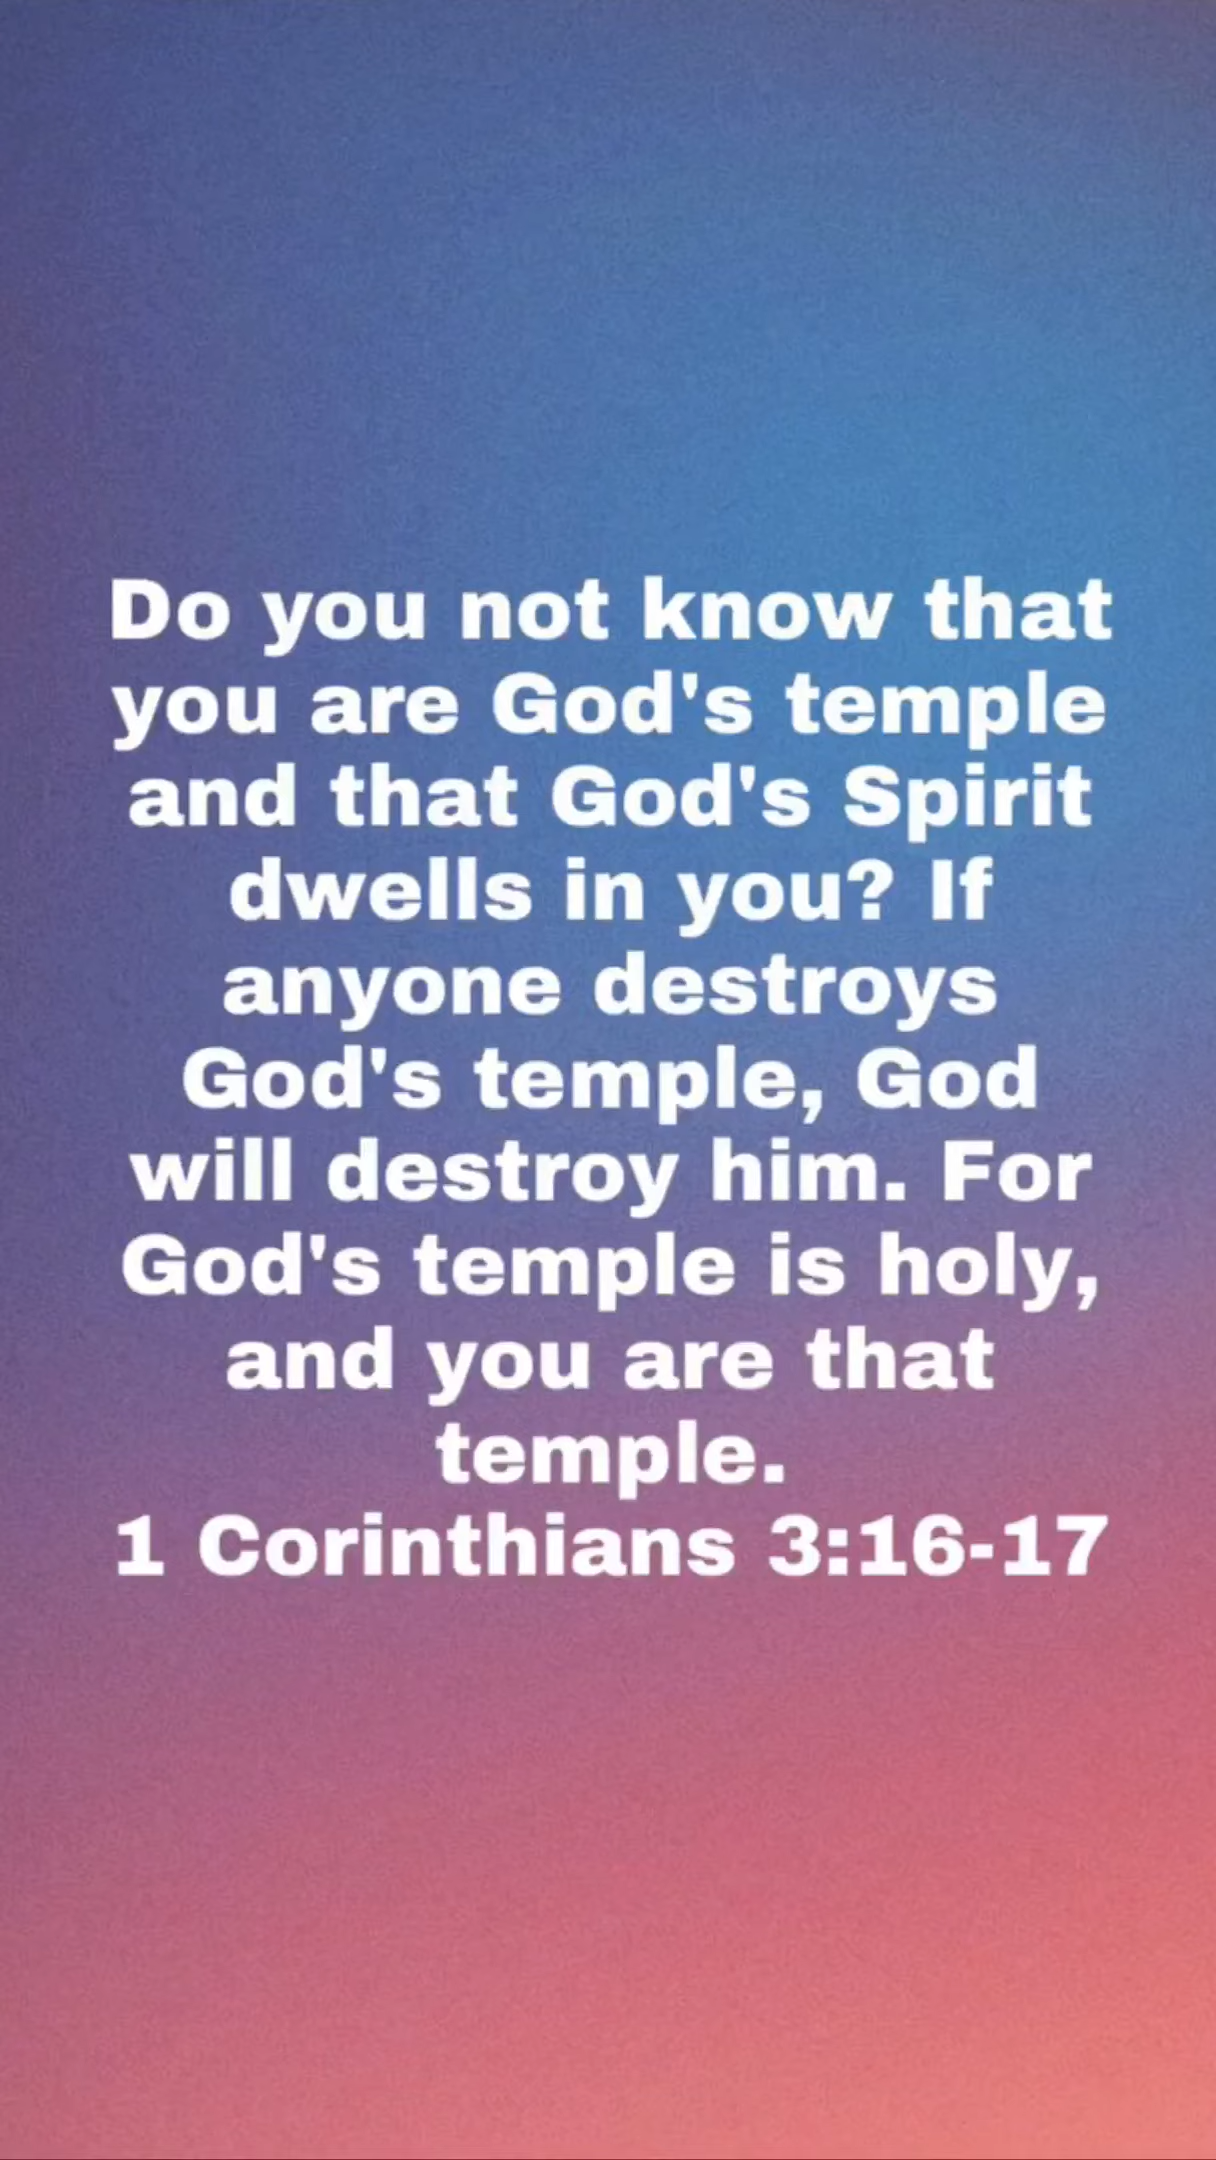 Do you not know that
you are God's temple
and that God's Spirit
dwells in you? If
anyone destroys
God's temple, God
will destroy him. For
God's temple is holy,
and you are that
temple.
1 Corinthians 3:16-17